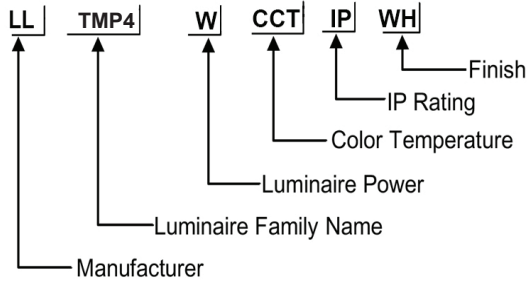 LL TMP4 W CCT IP WH
Finish
IP Rating
Color Temperature
Luminaire Power
Luminaire Family Name
Manufacturer